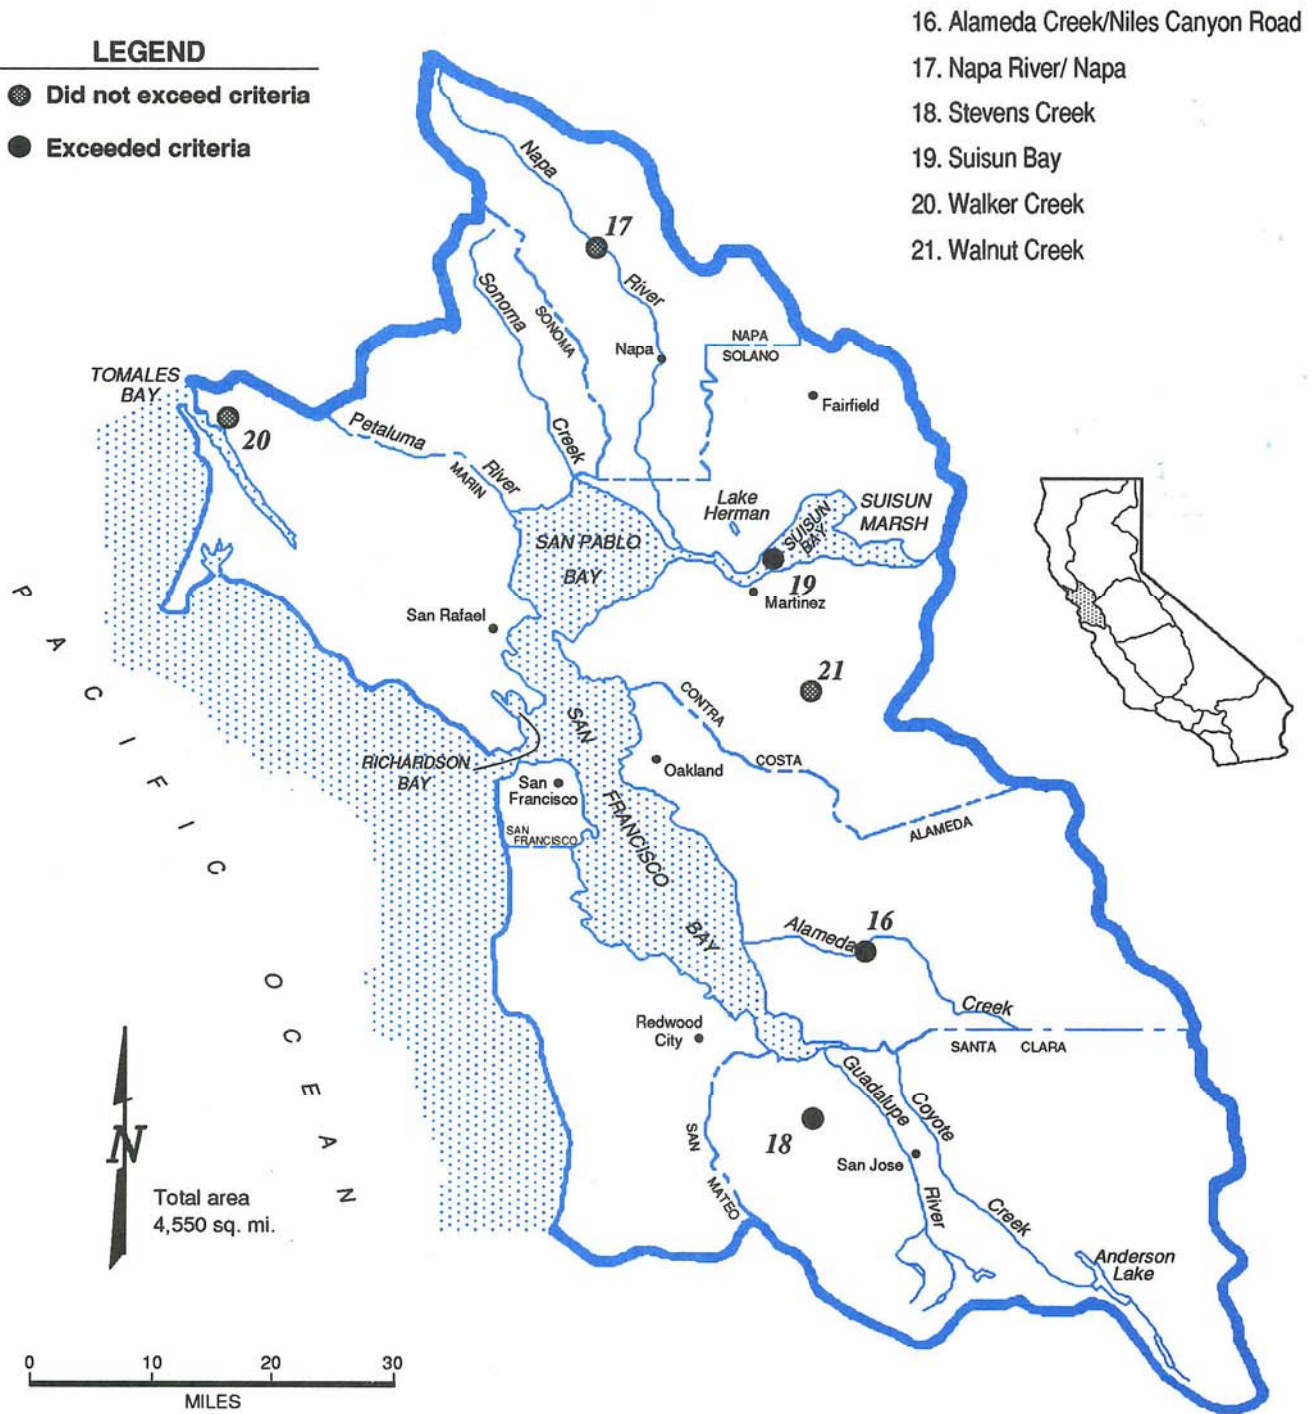 LEGEND
Did not exceed criteria
Exceeded criteria
16. Alameda Creek/Niles Canyon Road
17. Napa River/ Napa
18. Stevens Creek
19. Suisun Bay
20. Walker Creek
21. Walnut Creek
Napa
River
17
Sonoma
Creek
SONOMA
Napa
NAPA
SOLANO
Fairfield
TOMALES
BAY
20
Petaluma
River
MARIN
Lake
Herman
SUISUN
BAY
SUISUN
MARSH
SAN PABLO
BAY
19
Martinez
San Rafael
21
CONTRA
COSTA
ALAMEDA
RICHARDSON
BAY
Oakland
San
Francisco
SAN
FRANCISCO
SAN
FRANCISCO
BAY
PACIFIC OCEAN
16
Alameda
Creek
Redwood
City
SANTA CLARA
Guadalupe
River
Coyote
Creek
18
SAN
MATEO
San Jose
Anderson
Lake
N
Total area
4,550 sq. mi.
0 10 20 30
MILES